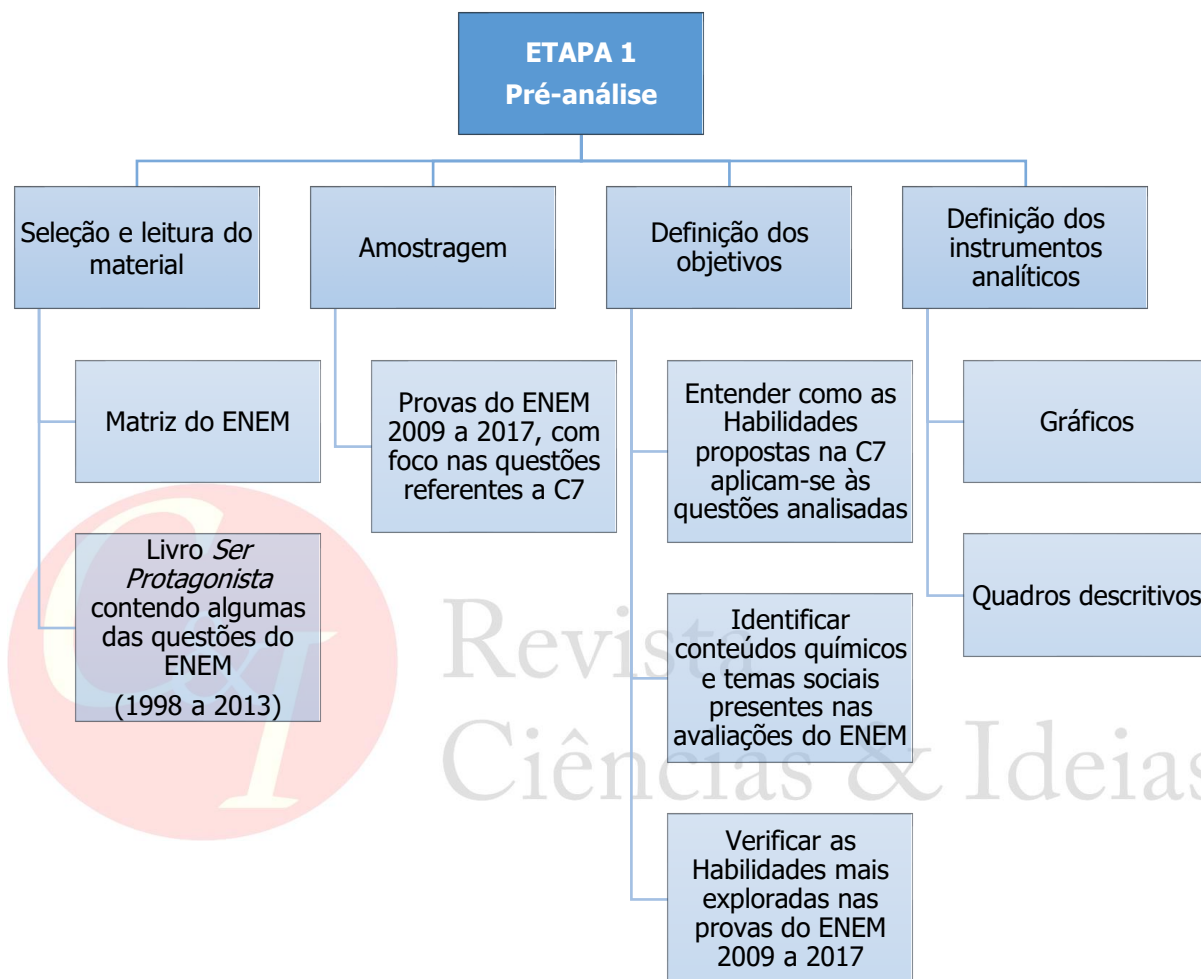 ETAPA 1
Pré-análise
Seleção e leitura do
material
Matriz do ENEM
Livro Ser
Protagonista
contendo algumas
das questões do
ENEM
(1998 a 2013)
Amostragem
Provas do ENEM
2009 a 2017, com
foco nas questões
referentes a C7
Definição dos
objetivos
Entender como as
Habilidades
propostas na C7
aplicam-se às
questões analisadas
Identificar
conteúdos químicos
e temas sociais
presentes nas
avaliações do ENEM
Verificar as
Habilidades mais
exploradas nas
provas do ENEM
2009 a 2017
Definição dos
instrumentos
analíticos
Gráficos
Quadros descritivos
C&I
Revista
Ciências & Ideias